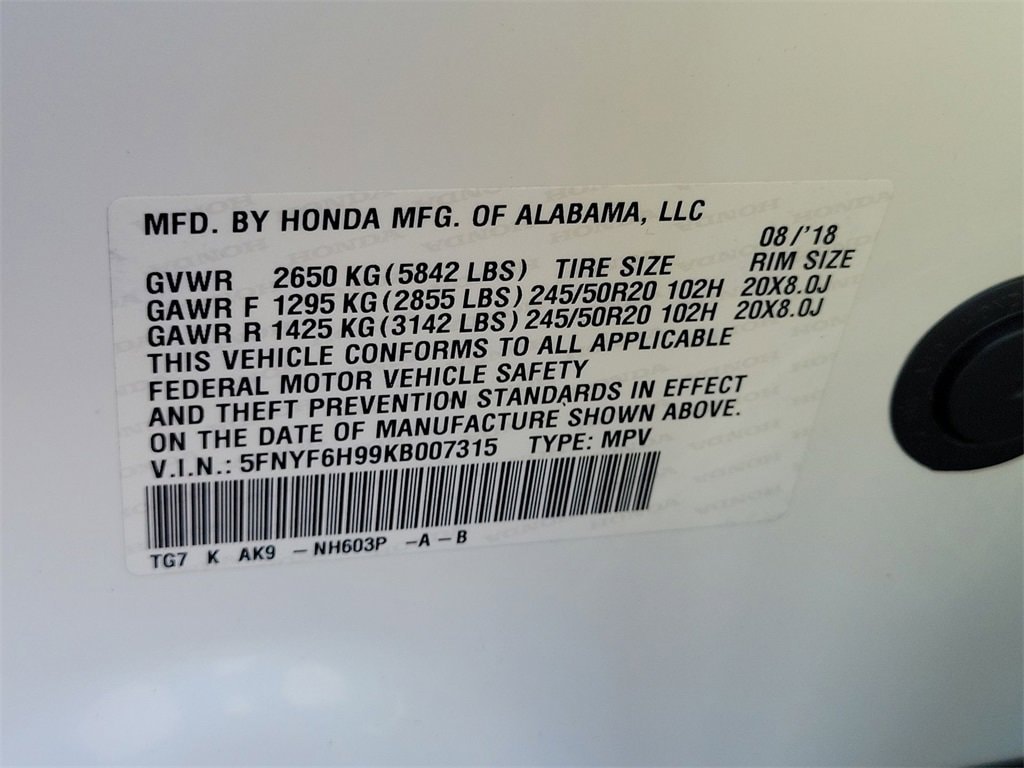 MFD. BY HONDA MFG. OF ALABAMA, LLC
08/'18
GVWR 2650 KG (5842 LBS) TIRE SIZE RIM SIZE
GAWR F 1295 KG (2855 LBS) 245/50R20 102H 20X8.0J
GAWR R 1425 KG (3142 LBS) 245/50R20 102H 20X8.0J
THIS VEHICLE CONFORMS TO ALL APPLICABLE
FEDERAL MOTOR VEHICLE SAFETY
AND THEFT PREVENTION STANDARDS IN EFFECT
ON THE DATE OF MANUFACTURE SHOWN ABOVE.
V.I.N.: 5FNYF6H99KB007315 TYPE: MPV
TG7 K AK9 – NH603P –A – B